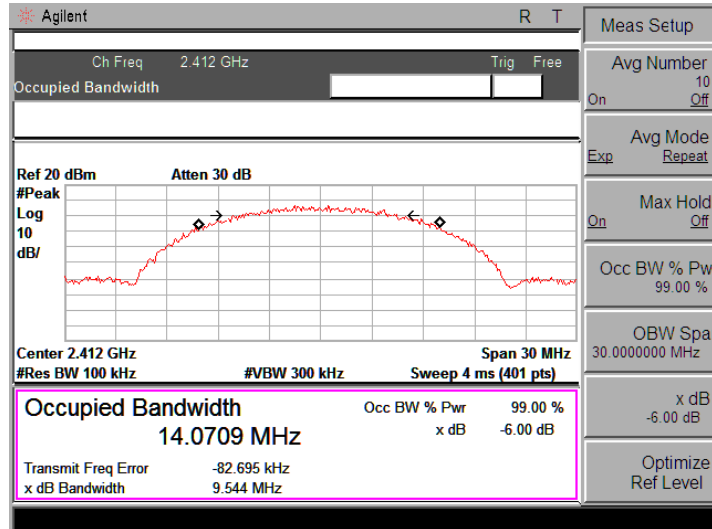 Agilent R T
Meas Setup
Ch Freq 2.412 GHz Trig Free
Occupied Bandwidth
Avg Number
10
On Off
Avg Mode
Exp Repeat
Max Hold
On Off
Occ BW % Pw
99.00 %
OBW Spa
30.0000000 MHz
x dB
-6.00 dB
Optimize
Ref Level
Ref 20 dBm Atten 30 dB
#Peak
Log
10
dB/
Center 2.412 GHz Span 30 MHz
#Res BW 100 kHz #VBW 300 kHz Sweep 4 ms (401 pts)
Occupied Bandwidth Occ BW % Pwr 99.00 %
14.0709 MHz x dB -6.00 dB
Transmit Freq Error -82.695 kHz
x dB Bandwidth 9.544 MHz